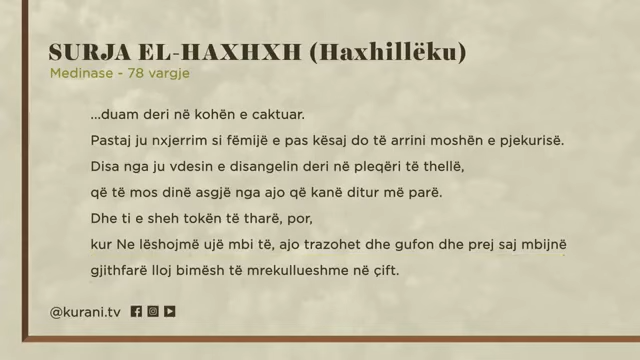 SURJA EL-HAXHXH (Haxhillëku)
Medinase - 78 vargje
...duam deri në kohën e caktuar.
Pastaj ju nxjerrim si fëmijë e pas kësaj do të arrini moshën e pjekurisë.
Disa nga ju vdesin e disangelin deri në pleqëri të thellë,
që të mos dinë asgjë nga ajo që kanë ditur më parë.
Dhe ti e sheh tokën të tharë, por,
kur Ne lëshojmë ujë mbi të, ajo trazohet dhe gufon dhe prej saj mbijnë
gjithfarë lloj bimësh të mrekullueshme në çift.
@kurani.tv